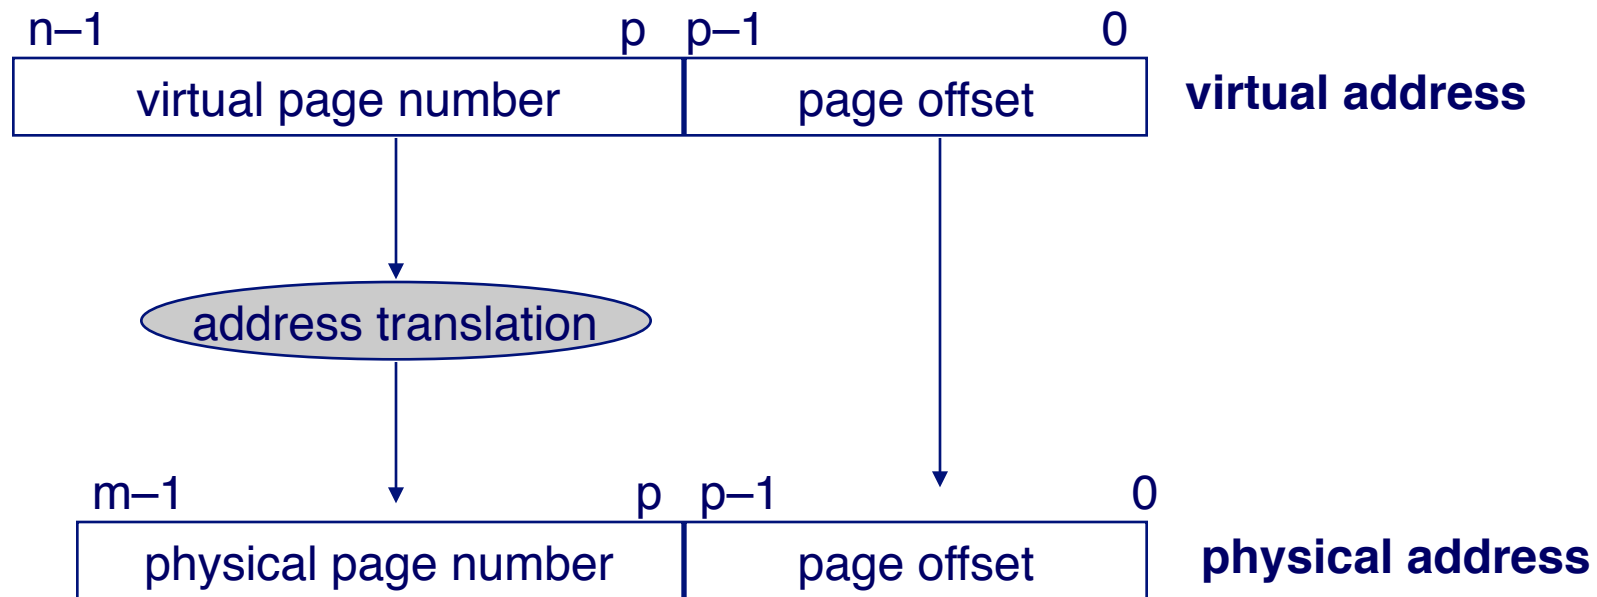 n–1 p p–1 0
virtual page number page offset virtual address
address translation
m–1 p p–1 0
physical page number page offset physical address